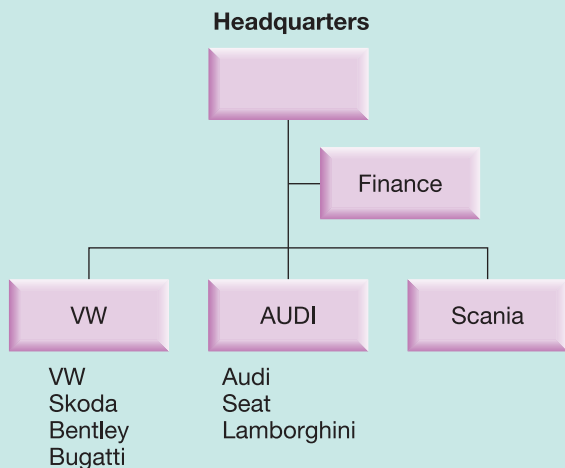 Headquarters
Finance
VW
AUDI
Scania
VW
Skoda
Bentley
Bugatti
Audi
Seat
Lamborghini